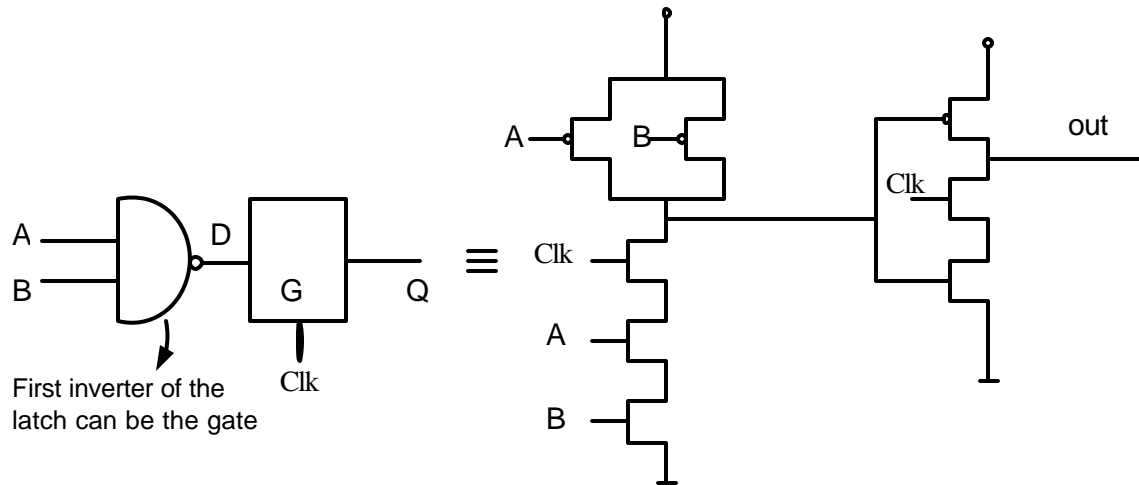 A
B
D
G
Q
Clk
First inverter of the
latch can be the gate
≡
A
B
Clk
A
B
Clk
out